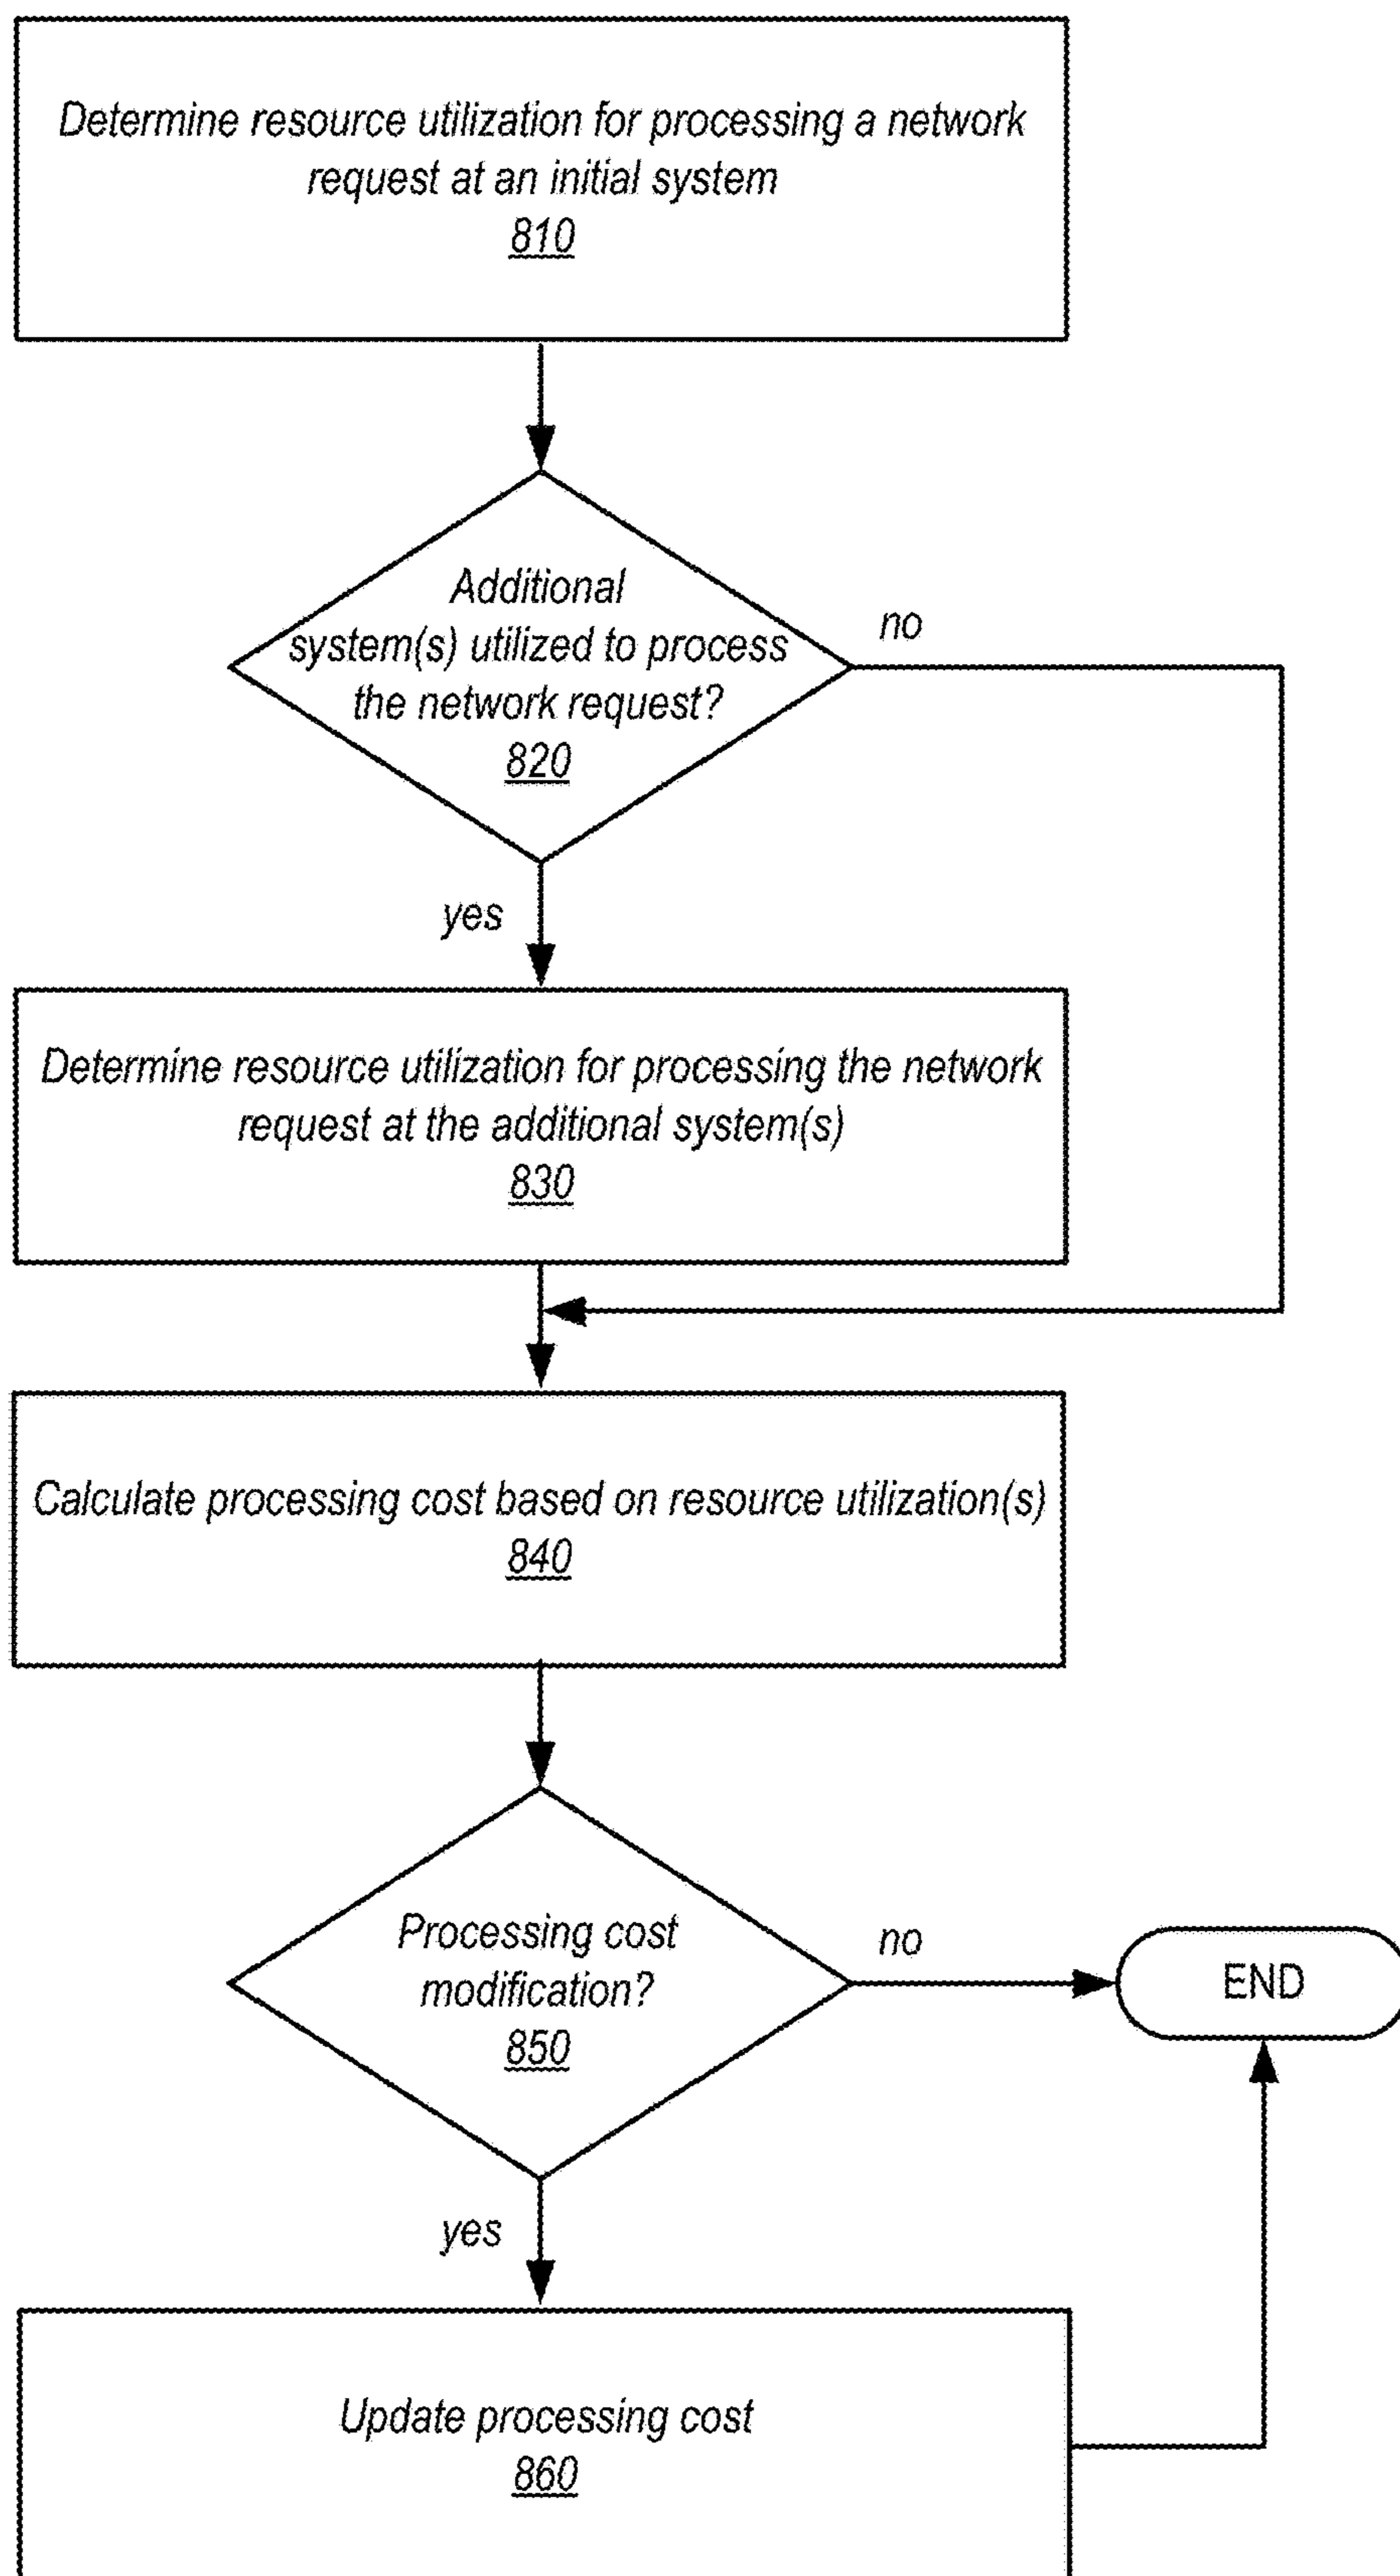 Determine resource utilization for processing a network
request at an initial system
810
Additional
system(s) utilized to process
the network request?
820
no
yes
Determine resource utilization for processing the network
request at the additional system(s)
830
Calculate processing cost based on resource utilization(s)
840
Processing cost
modification?
850
no
END
yes
Update processing cost
860